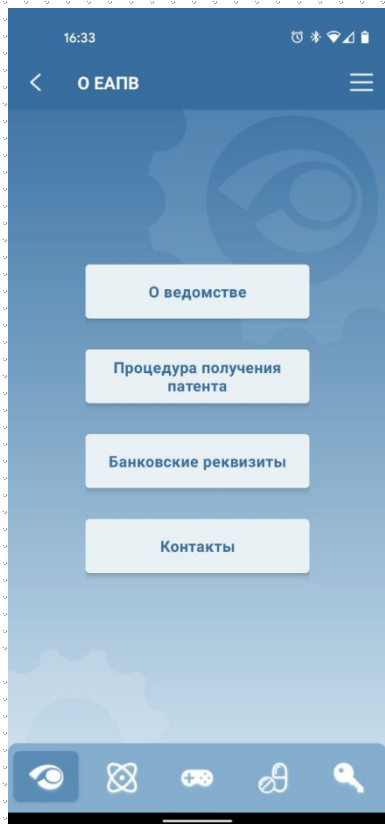 16:33
О ЕАПВ
О ведомстве
Процедура получения
патента
Банковские реквизиты
Контакты